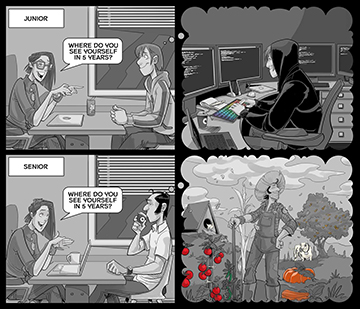 JUNIOR
WHERE DO YOU
SEE YOURSELF
IN 5 YEARS?
SENIOR
WHERE DO YOU
SEE YOURSELF
IN 5 YEARS?